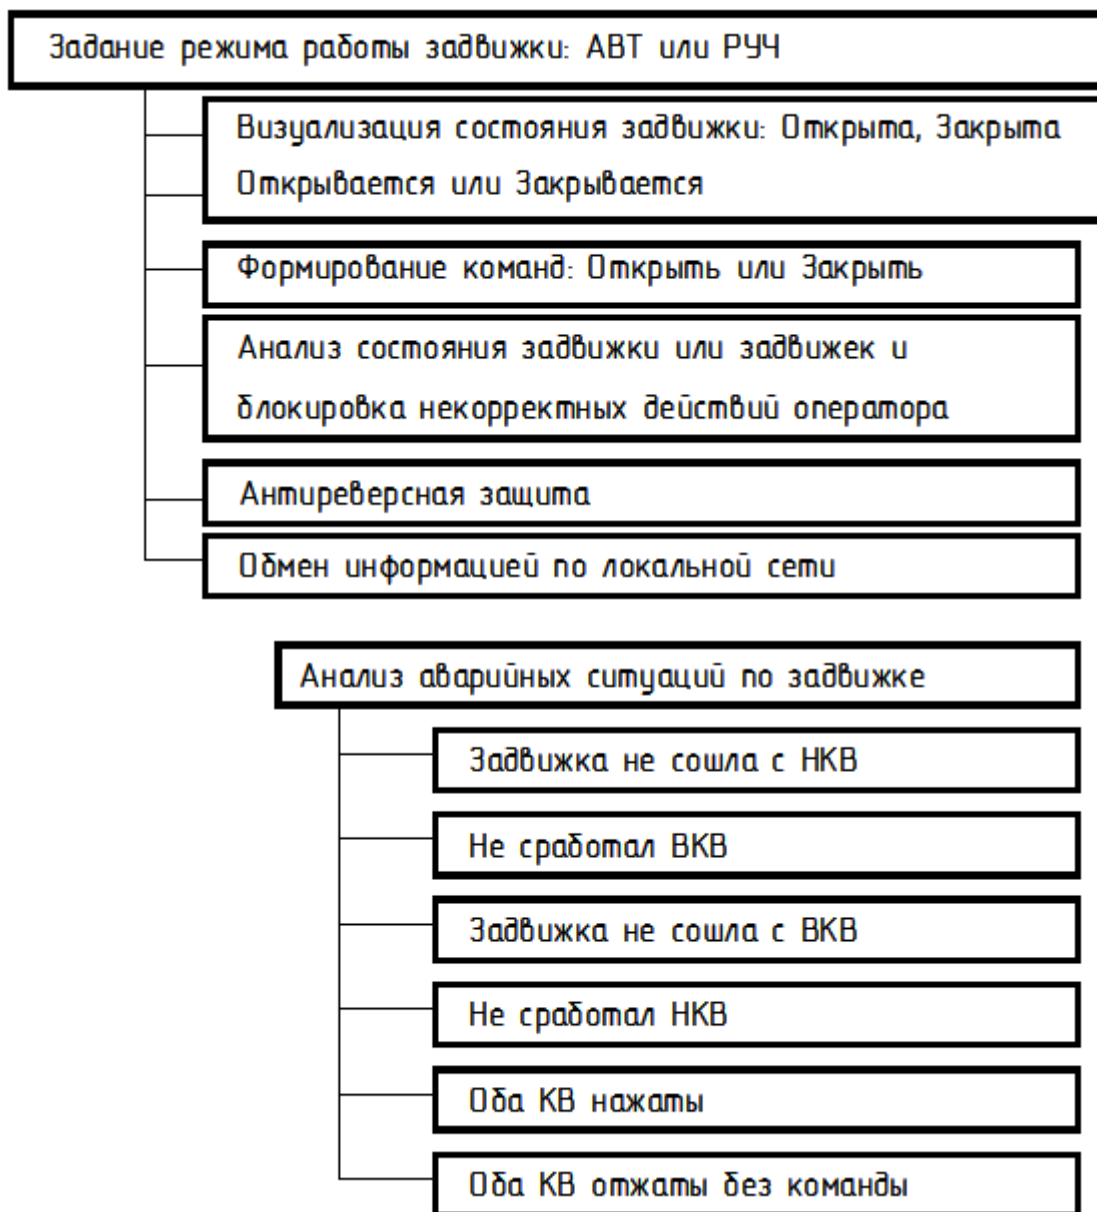 Задание режима работы задвижки: АВТ или РУЧ
Визуализация состояния задвижки: Открыта, Закрыта
Открывается или Закрывается
Формирование команд: Открыть или Закрыть
Анализ состояния задвижки или задвижек и
блокировка некорректных действий оператора
Антиреверсная защита
Обмен информацией по локальной сети
Анализ аварийных ситуаций по задвижке
Задвижка не сошла с НКВ
Не сработал ВКВ
Задвижка не сошла с ВКВ
Не сработал НКВ
Оба КВ нажаты
Оба КВ отжаты без команды